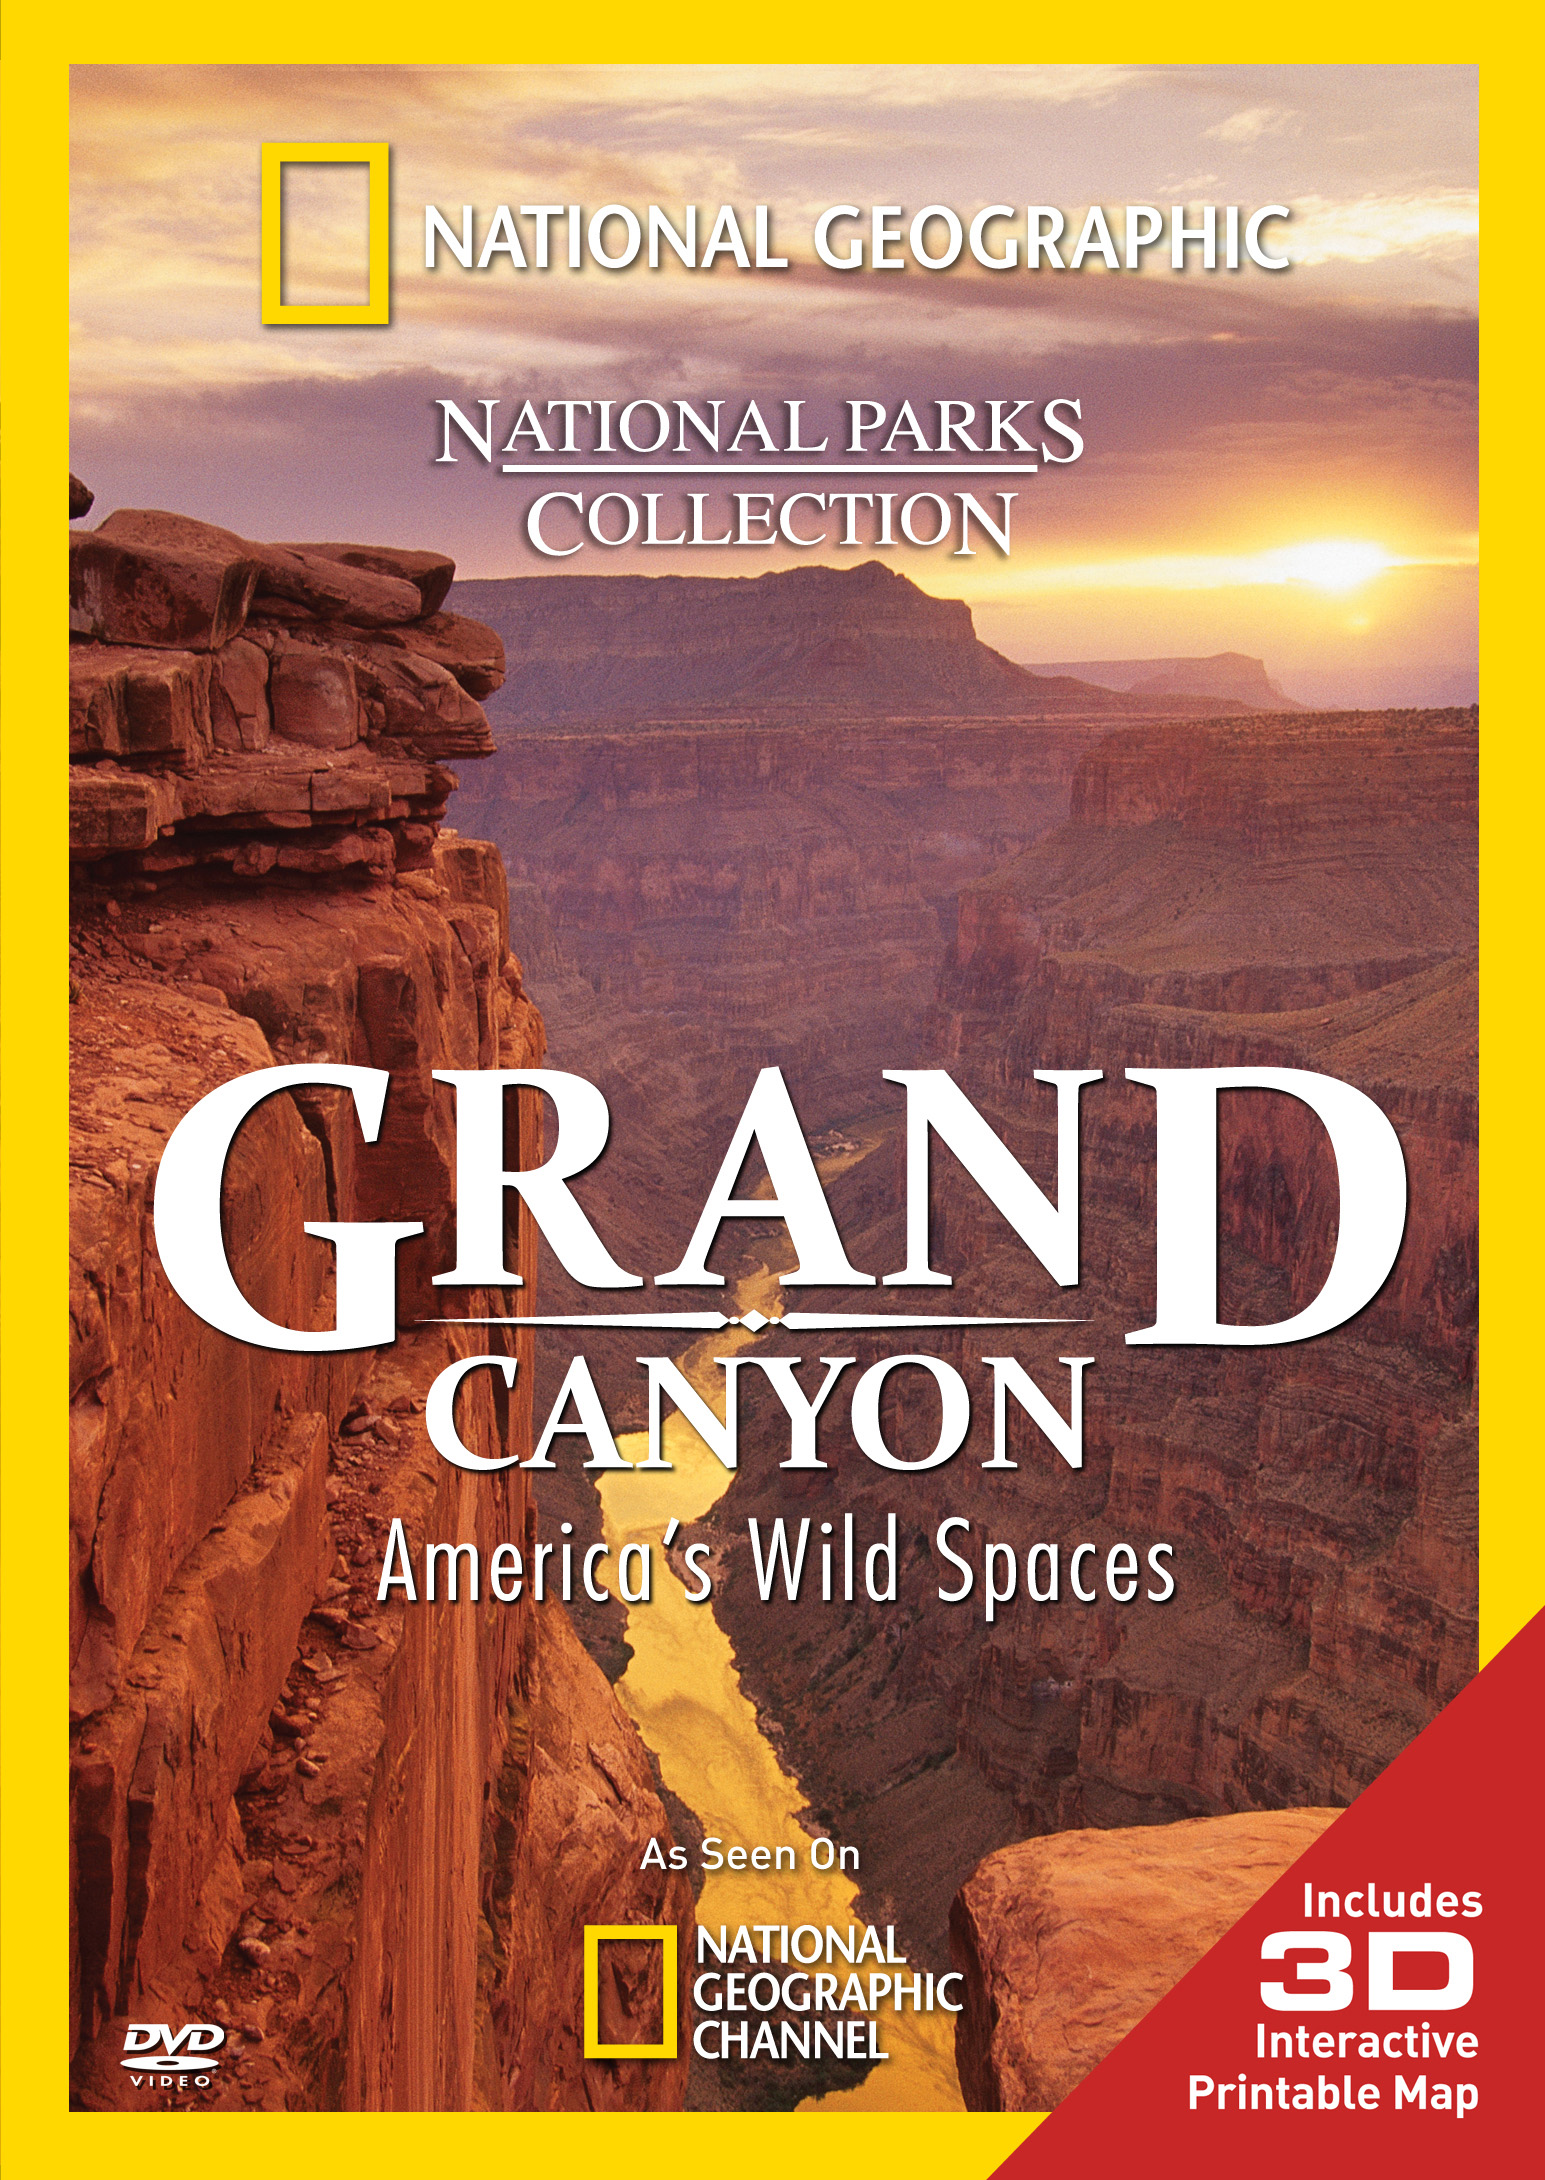 NATIONAL GEOGRAPHIC
NATIONAL PARKS
COLLECTION
GRAND
CANYON
America's Wild Spaces
As Seen On
NATIONAL
GEOGRAPHIC
CHANNEL
DVD
VIDEO
Includes
3D
Interactive
Printable Map